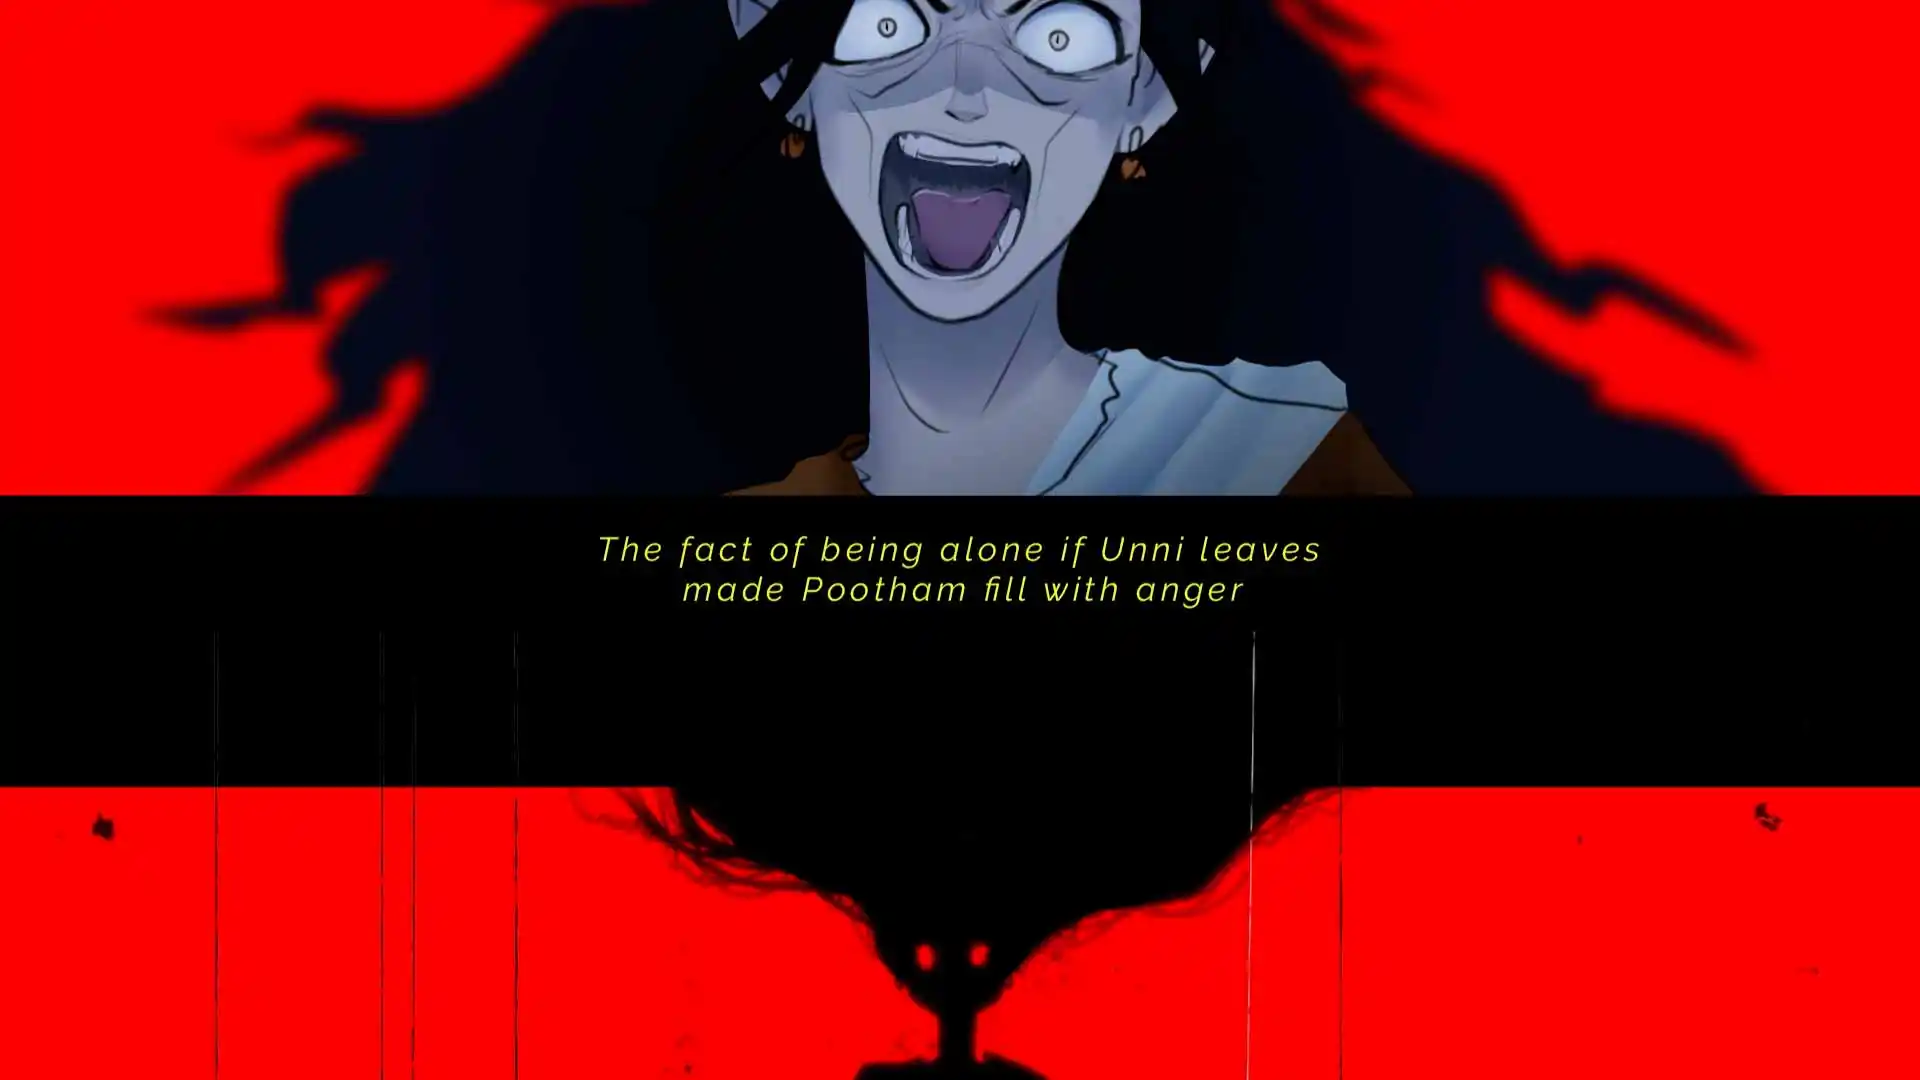 The fact of being alone if Unni leaves
made Pootham fill with anger